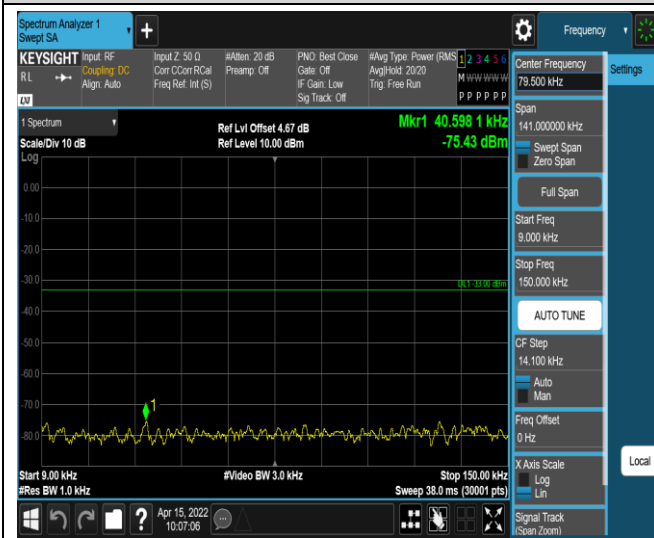 Spectrum Analyzer 1
Swept SA
+
Frequency
KEYSIGHT
RL
LXI
Input: RF
Coupling: DC
Align: Auto
Input Z: 50 Ω
Corr CCorr RCal
Freq Ref: Int (S)
#Atten: 20 dB
Preamp: Off
PNO: Best Close
Gate: Off
IF Gain: Low
Sig Track: Off
#Avg Type: Power (RMS
Avg|Hold: 20/20
Trig: Free Run
1 2 3 4 5 6
M W W W W W
P P P P P P
1 Spectrum
Scale/Div 10 dB
Ref Lvl Offset 4.67 dB
Ref Level 10.00 dBm
Mkr1 40.598 1 kHz
-75.43 dBm
Log
0.00
-10.0
-20.0
-30.0
DL1 -33.00 dBm
-40.0
-50.0
-60.0
-70.0
1
-80.0
Start 9.00 kHz
#Video BW 3.0 kHz
Stop 150.00 kHz
#Res BW 1.0 kHz
Sweep 38.0 ms (30001 pts)
?
Apr 15, 2022
10:07:06
Center Frequency
79.500 kHz
Settings
Span
141.000000 kHz
Swept Span
Zero Span
Full Span
Start Freq
9.000 kHz
Stop Freq
150.000 kHz
AUTO TUNE
CF Step
14.100 kHz
Auto
Man
Freq Offset
0 Hz
X Axis Scale
Log
Lin
Local
Signal Track
(Span Zoom)